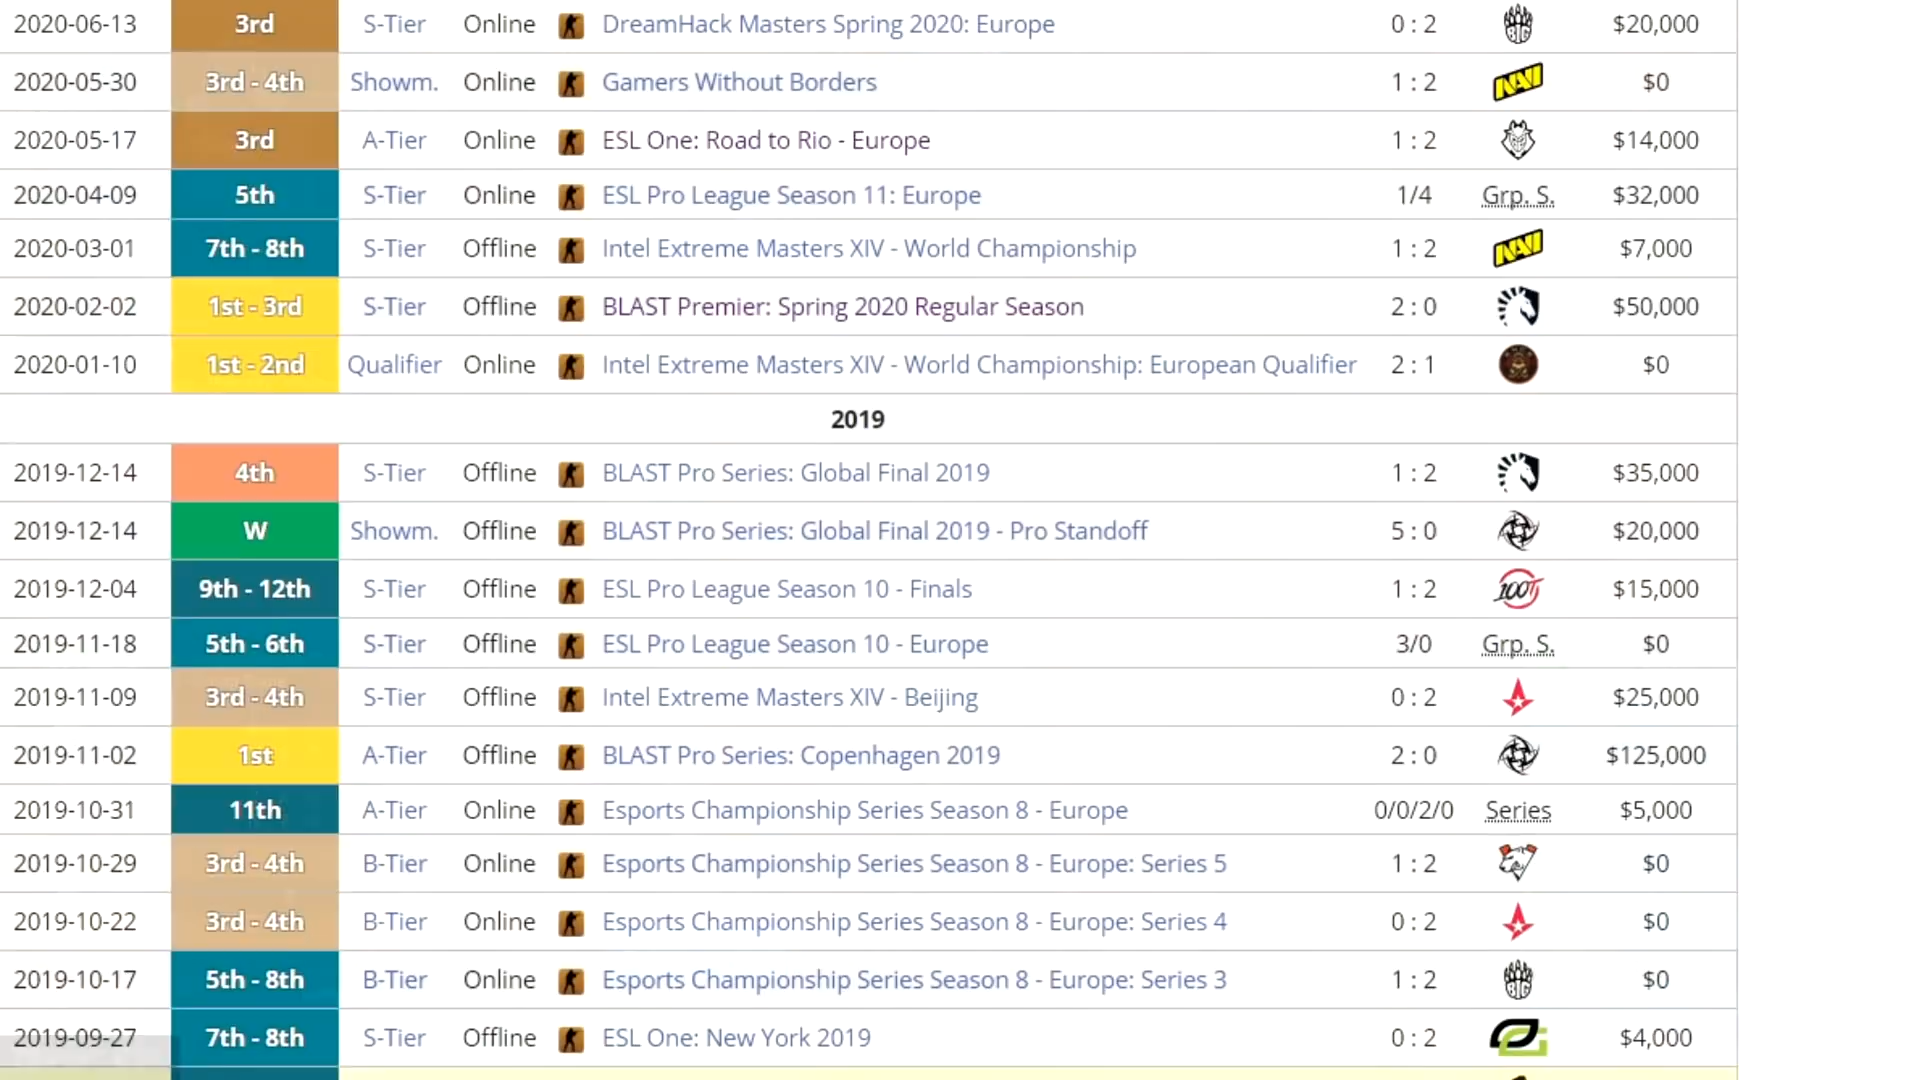 2020-06-13 3rd S-Tier Online DreamHack Masters Spring 2020: Europe 0 : 2 BIG $20,000
2020-05-30 3rd - 4th Showm. Online Gamers Without Borders 1 : 2 NAVI $0
2020-05-17 3rd A-Tier Online ESL One: Road to Rio - Europe 1 : 2 $14,000
2020-04-09 5th S-Tier Online ESL Pro League Season 11: Europe 1/4 Grp. S. $32,000
2020-03-01 7th - 8th S-Tier Offline Intel Extreme Masters XIV - World Championship 1 : 2 NAVI $7,000
2020-02-02 1st - 3rd S-Tier Offline BLAST Premier: Spring 2020 Regular Season 2 : 0 $50,000
2020-01-10 1st - 2nd Qualifier Online Intel Extreme Masters XIV - World Championship: European Qualifier 2 : 1 $0
2019
2019-12-14 4th S-Tier Offline BLAST Pro Series: Global Final 2019 1 : 2 $35,000
2019-12-14 W Showm. Offline BLAST Pro Series: Global Final 2019 - Pro Standoff 5 : 0 $20,000
2019-12-04 9th - 12th S-Tier Offline ESL Pro League Season 10 - Finals 1 : 2 100T $15,000
2019-11-18 5th - 6th S-Tier Offline ESL Pro League Season 10 - Europe 3/0 Grp. S. $0
2019-11-09 3rd - 4th S-Tier Offline Intel Extreme Masters XIV - Beijing 0 : 2 $25,000
2019-11-02 1st A-Tier Offline BLAST Pro Series: Copenhagen 2019 2 : 0 $125,000
2019-10-31 11th A-Tier Online Esports Championship Series Season 8 - Europe 0/0/2/0 Series $5,000
2019-10-29 3rd - 4th B-Tier Online Esports Championship Series Season 8 - Europe: Series 5 1 : 2 $0
2019-10-22 3rd - 4th B-Tier Online Esports Championship Series Season 8 - Europe: Series 4 0 : 2 $0
2019-10-17 5th - 8th B-Tier Online Esports Championship Series Season 8 - Europe: Series 3 1 : 2 BIG $0
2019-09-27 7th - 8th S-Tier Offline ESL One: New York 2019 0 : 2 $4,000